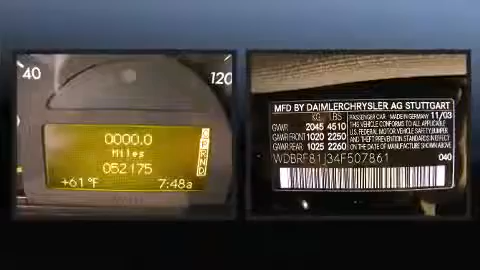 40
120
0000.0
Miles
052175
+61°F
7:48a
P
R
N
D
MFD BY DAIMLERCHRYSLER AG STUTTGART
KG LBS
GVWR 2045 4510
GVWR FRONT 1020 2250
GVWR REAR 1025 2260
PASSENGER CAR MADE IN GERMANY 11/03
THIS VEHICLE CONFORMS TO ALL APPLICABLE
U.S. FEDERAL MOTOR VEHICLE SAFETY, BUMPER
AND THEFT PREVENTION STANDARDS IN EFFECT
ON THE DATE OF MANUFACTURE SHOWN ABOVE
WDBRF81J34F507861
040